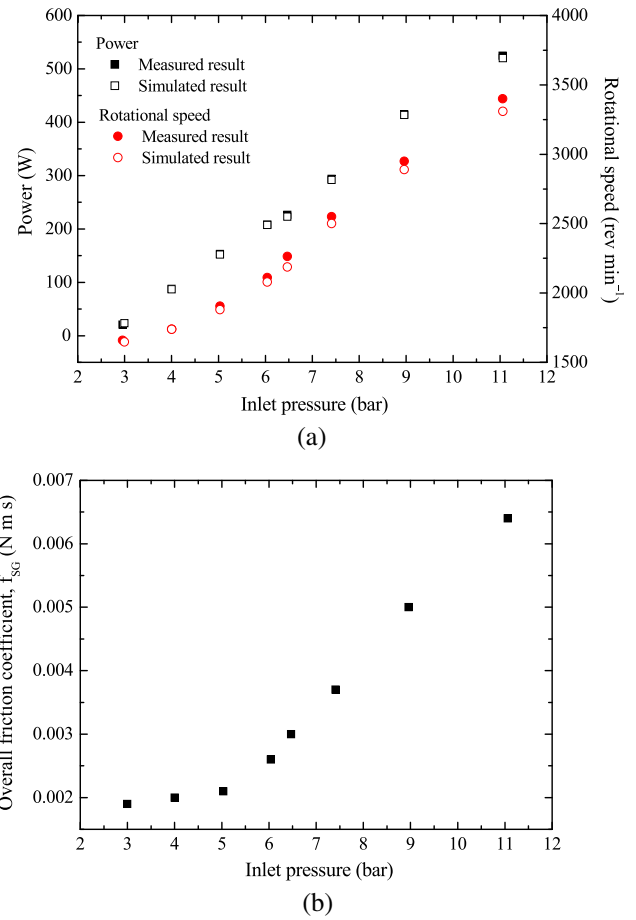 (a)
600
500
400
300
200
100
0
Power (W)
Power
Measured result
Simulated result
Rotational speed
Measured result
Simulated result
4000
3500
3000
2500
2000
1500
Rotational speed (rev min⁻¹)
2 3 4 5 6 7 8 9 10 11 12
Inlet pressure (bar)
(b)
0.007
0.006
0.005
0.004
0.003
0.002
Overall friction coefficient, f_SG (N m s)
2 3 4 5 6 7 8 9 10 11 12
Inlet pressure (bar)